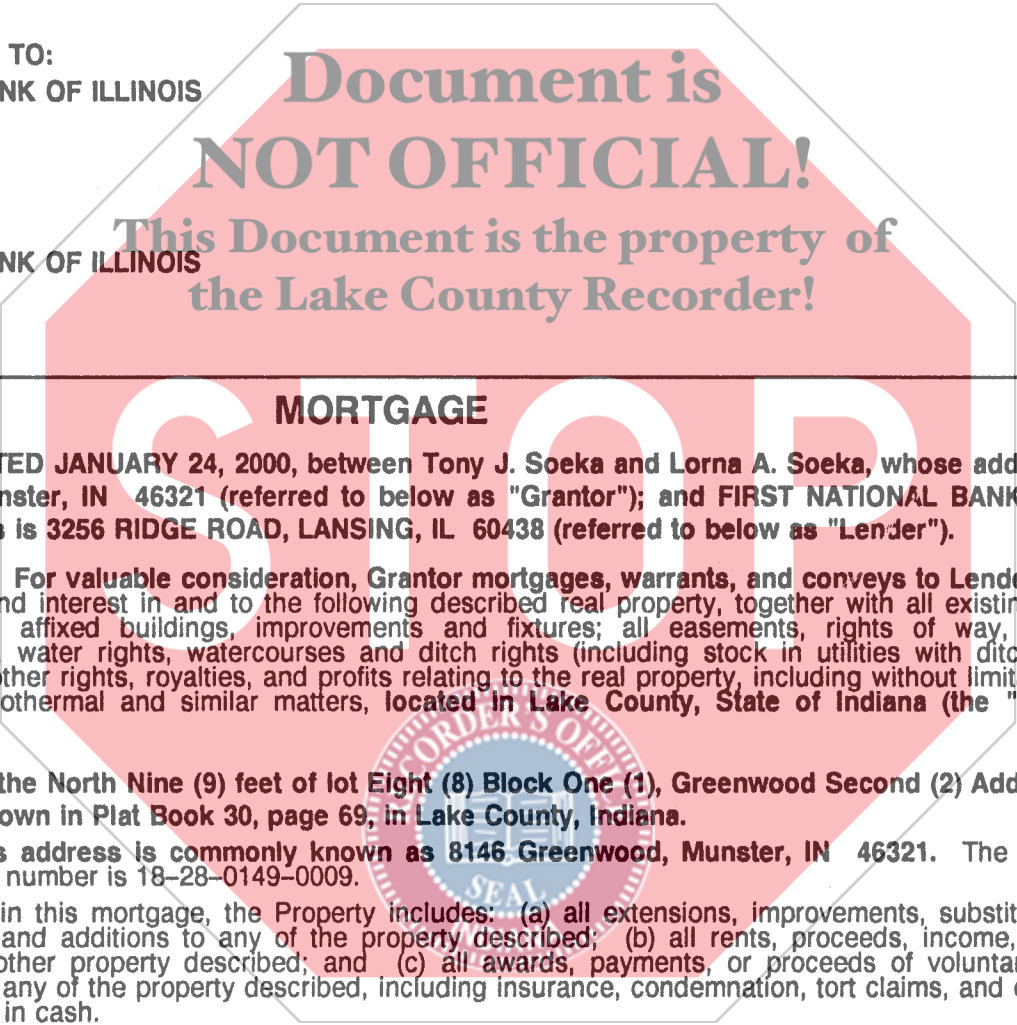 TO:
NK OF ILLINOIS
Document is
NOT OFFICIAL!
This Document is the property of
the Lake County Recorder!
NK OF ILLINOIS
STOP
MORTGAGE
TED JANUARY 24, 2000, between Tony J. Soeka and Lorna A. Soeka, whose add
nster, IN 46321 (referred to below as "Grantor"); and FIRST NATIONAL BANK
s is 3256 RIDGE ROAD, LANSING, IL 60438 (referred to below as "Lender").
For valuable consideration, Grantor mortgages, warrants, and conveys to Lende
nd interest in and to the following described real property, together with all existin
affixed buildings, improvements and fixtures; all easements, rights of way,
water rights, watercourses and ditch rights (including stock in utilities with ditc
ther rights, royalties, and profits relating to the real property, including without limit
othermal and similar matters, located in Lake County, State of Indiana (the "
RECORDER'S OFFICE
the North Nine (9) feet of lot Eight (8) Block One (1), Greenwood Second (2) Add
own in Plat Book 30, page 69, in Lake County, Indiana.
s address is commonly known as 8146 Greenwood, Munster, IN 46321. The
number is 18-28-0149-0009.
SEAL
in this mortgage, the Property includes: (a) all extensions, improvements, substit
and additions to any of the property described; (b) all rents, proceeds, income,
other property described; and (c) all awards, payments, or proceeds of volunta
any of the property described, including insurance, condemnation, tort claims, and
in cash.